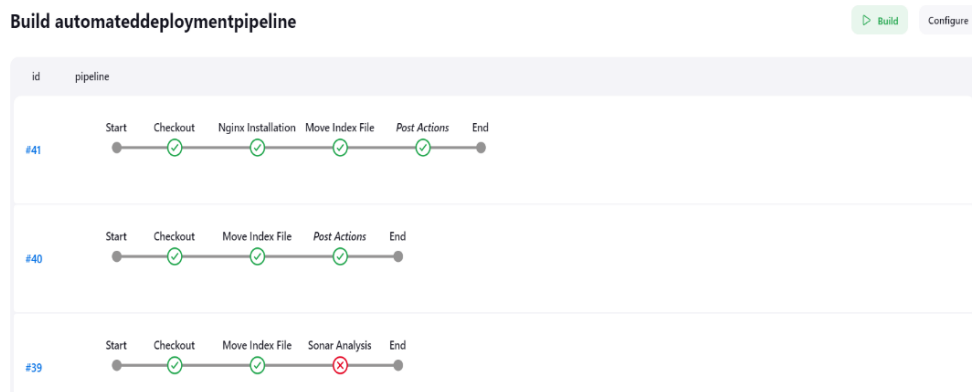 Build automateddeploymentpipeline
Build
Configure
id pipeline
Start Checkout Nginx Installation Move Index File Post Actions End
#41
Start Checkout Move Index File Post Actions End
#40
Start Checkout Move Index File Sonar Analysis End
#39